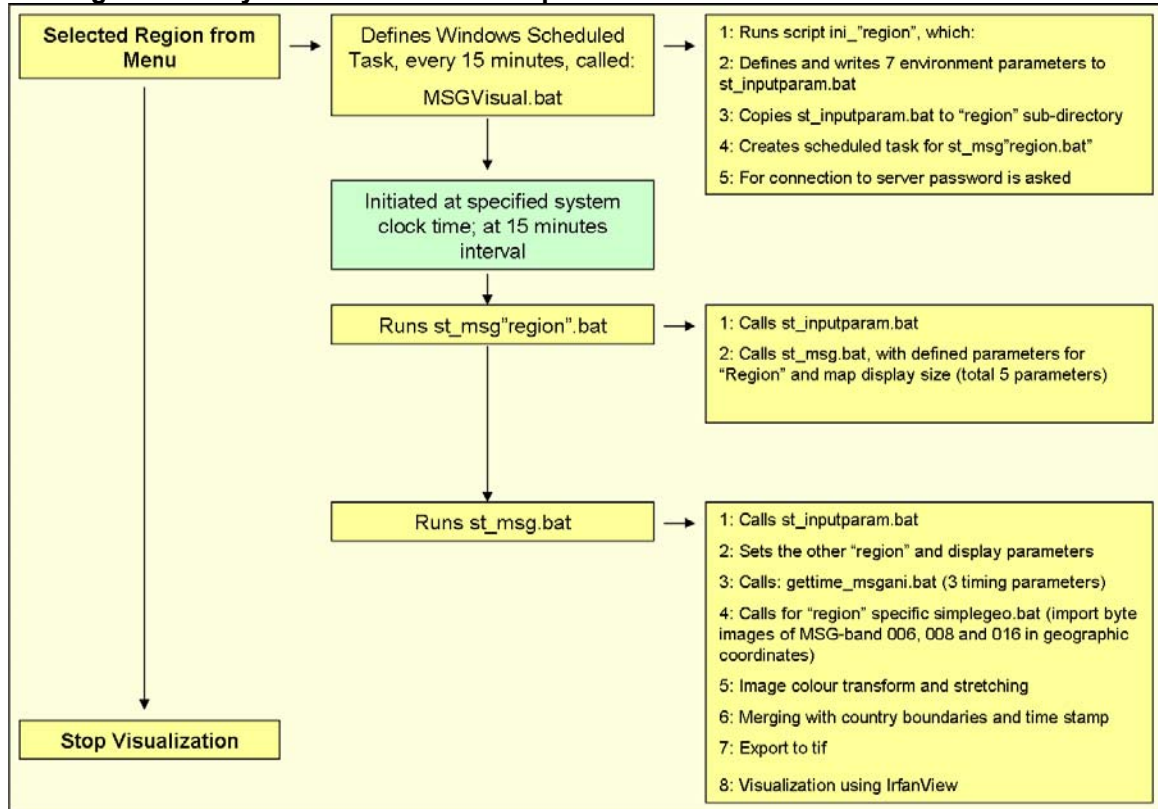 Selected Region from
Menu
Defines Windows Scheduled
Task, every 15 minutes, called:
MSGVisual.bat
1: Runs script ini_"region", which:
2: Defines and writes 7 environment parameters to
st_inputparam.bat
3: Copies st_inputparam.bat to "region" sub-directory
4: Creates scheduled task for st_msg"region.bat"
5: For connection to server password is asked
Initiated at specified system
clock time; at 15 minutes
interval
Runs st_msg"region".bat
1: Calls st_inputparam.bat
2: Calls st_msg.bat, with defined parameters for
"Region" and map display size (total 5 parameters)
Runs st_msg.bat
1: Calls st_inputparam.bat
2: Sets the other "region" and display parameters
3: Calls: gettime_msgani.bat (3 timing parameters)
4: Calls for "region" specific simplegeo.bat (import byte
images of MSG-band 006, 008 and 016 in geographic
coordinates)
5: Image colour transform and stretching
6: Merging with country boundaries and time stamp
7: Export to tif
8: Visualization using IrfanView
Stop Visualization